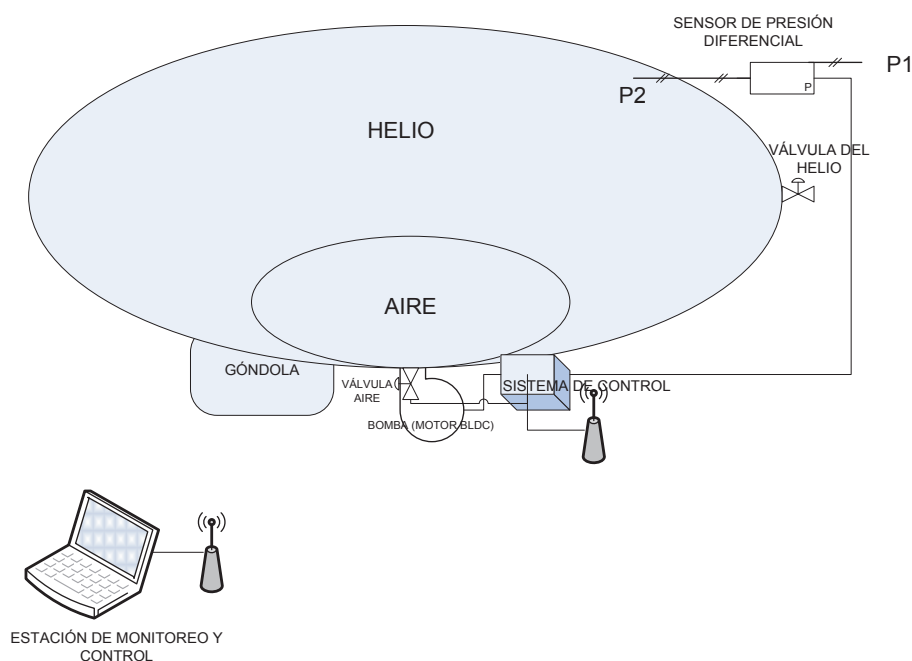 SENSOR DE PRESIÓN
DIFERENCIAL
P1
P
P2
HELIO
VÁLVULA DEL
HELIO
AIRE
GÓNDOLA
VÁLVULA
AIRE
SISTEMA DE CONTROL
BOMBA (MOTOR BLDC)
ESTACIÓN DE MONITOREO Y
CONTROL